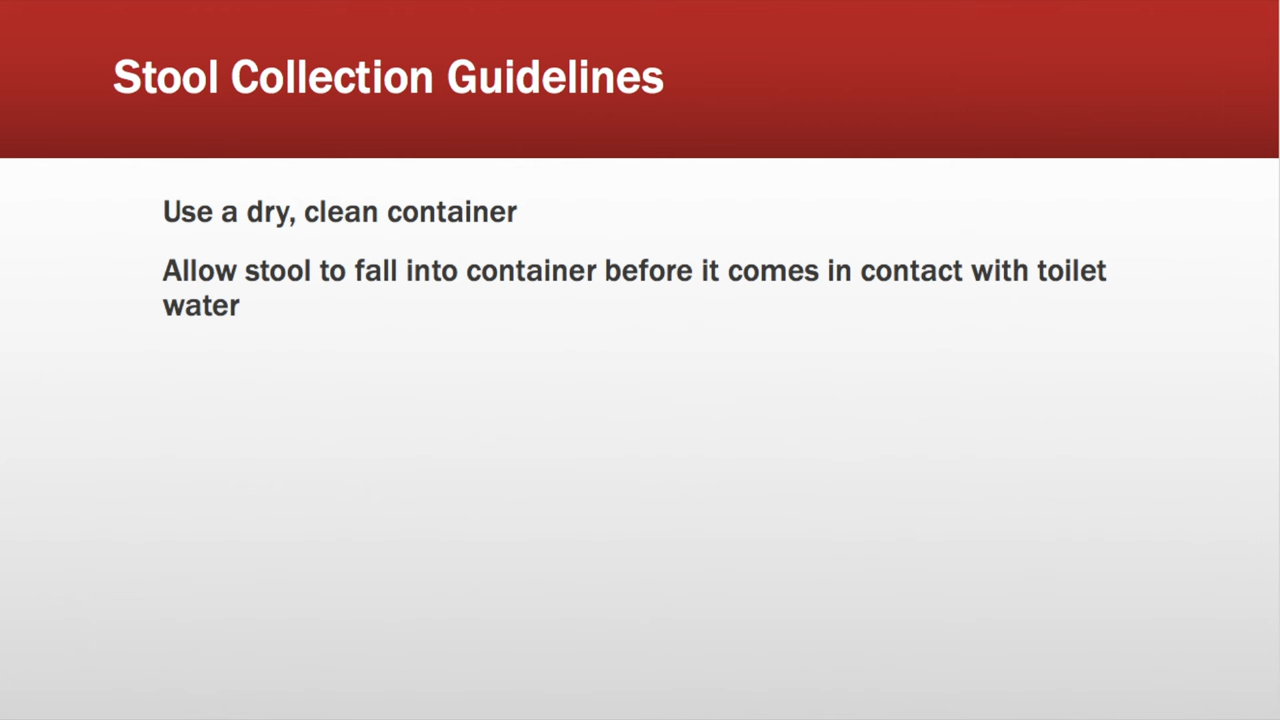 Stool Collection Guidelines
Use a dry, clean container
Allow stool to fall into container before it comes in contact with toilet
water